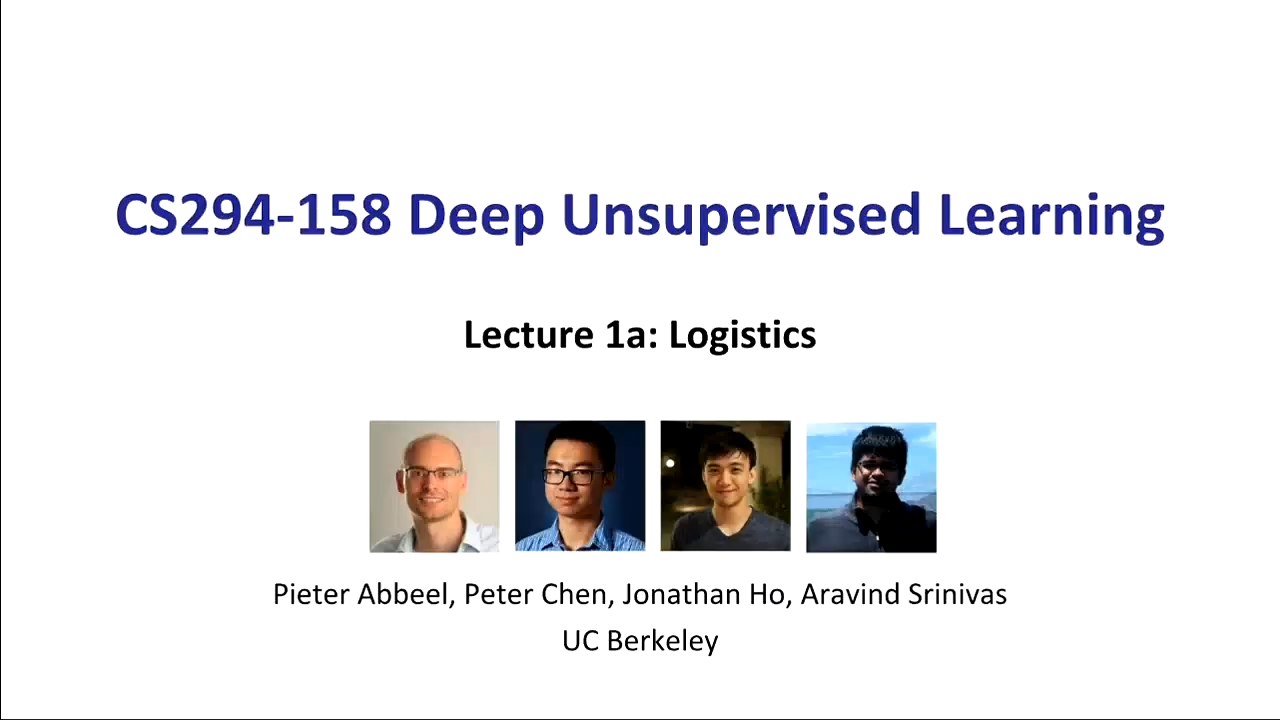 CS294-158 Deep Unsupervised Learning
Lecture 1a: Logistics
Pieter Abbeel, Peter Chen, Jonathan Ho, Aravind Srinivas
UC Berkeley